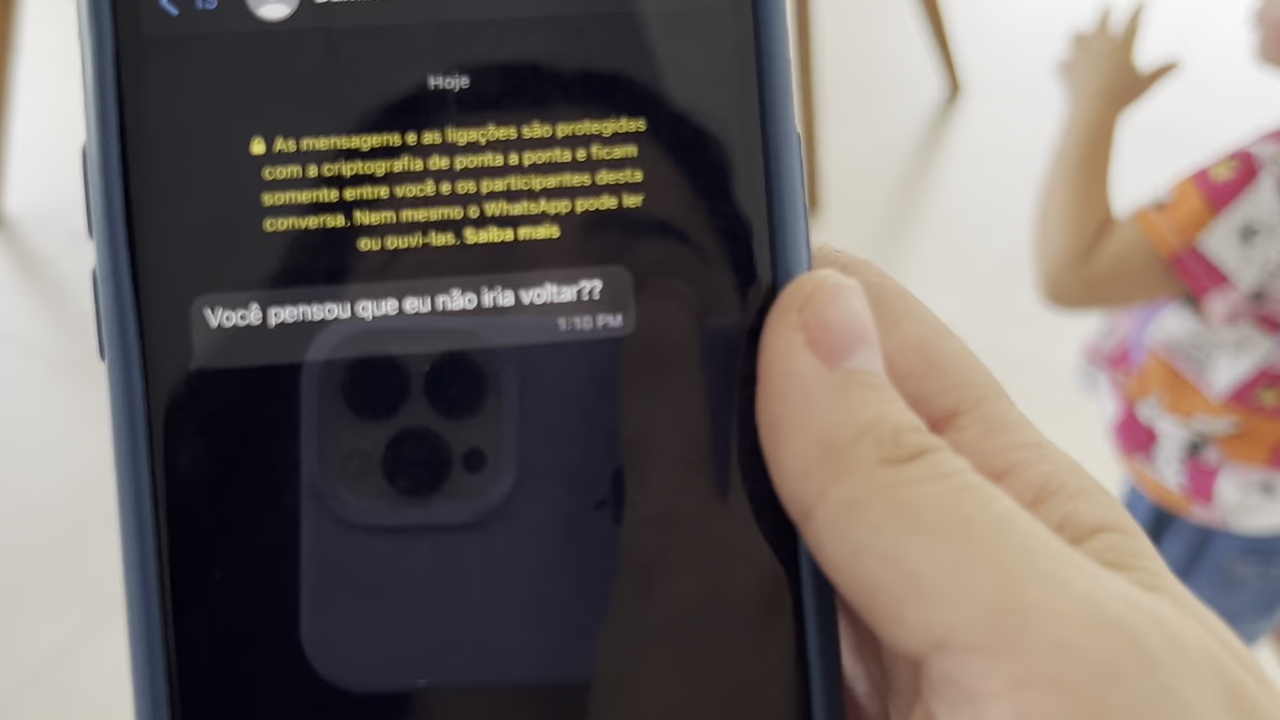 Hoje
As mensagens e as ligações são protegidas
com a criptografia de ponta a ponta e ficam
somente entre você e os participantes desta
conversa. Nem mesmo o WhatsApp pode ler
ou ouvi-las. Saiba mais
Você pensou que eu não iria voltar??
1:10 PM